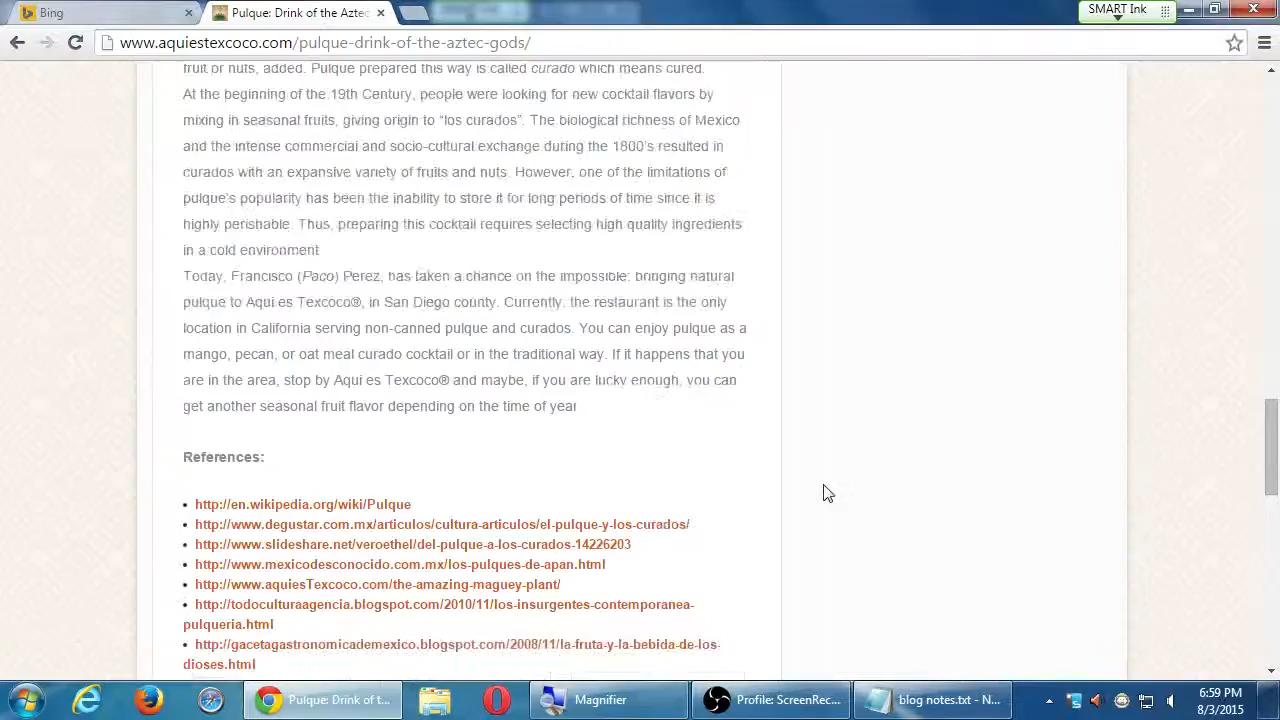 Bing
Pulque: Drink of the Aztec
SMART Ink
www.aquiestexcoco.com/pulque-drink-of-the-aztec-gods/
fruit or nuts, added. Pulque prepared this way is called curado which means cured.
At the beginning of the 19th Century, people were looking for new cocktail flavors by
mixing in seasonal fruits, giving origin to “los curados”. The biological richness of Mexico
and the intense commercial and socio-cultural exchange during the 1800’s resulted in
curados with an expansive variety of fruits and nuts. However, one of the limitations of
pulque’s popularity has been the inability to store it for long periods of time since it is
highly perishable. Thus, preparing this cocktail requires selecting high quality ingredients
in a cold environment
Today, Francisco (Paco) Perez, has taken a chance on the impossible: bringing natural
pulque to Aqui es Texcoco®, in San Diego county. Currently, the restaurant is the only
location in California serving non-canned pulque and curados. You can enjoy pulque as a
mango, pecan, or oat meal curado cocktail or in the traditional way. If it happens that you
are in the area, stop by Aqui es Texcoco® and maybe, if you are lucky enough, you can
get another seasonal fruit flavor depending on the time of year
References:
• http://en.wikipedia.org/wiki/Pulque
• http://www.degustar.com.mx/articulos/cultura-articulos/el-pulque-y-los-curados/
• http://www.slideshare.net/veroethel/del-pulque-a-los-curados-14226203
• http://www.mexicodesconocido.com.mx/los-pulques-de-apan.html
• http://www.aquiesTexcoco.com/the-amazing-maguey-plant/
• http://todoculturaagencia.blogspot.com/2010/11/los-insurgentes-contemporanea-
pulqueria.html
• http://gacetagastronomicademexico.blogspot.com/2008/11/la-fruta-y-la-bebida-de-los-
dioses.html
Pulque: Drink of t...
Magnifier
Profile: ScreenRec...
blog notes.txt - N...
6:59 PM
8/3/2015